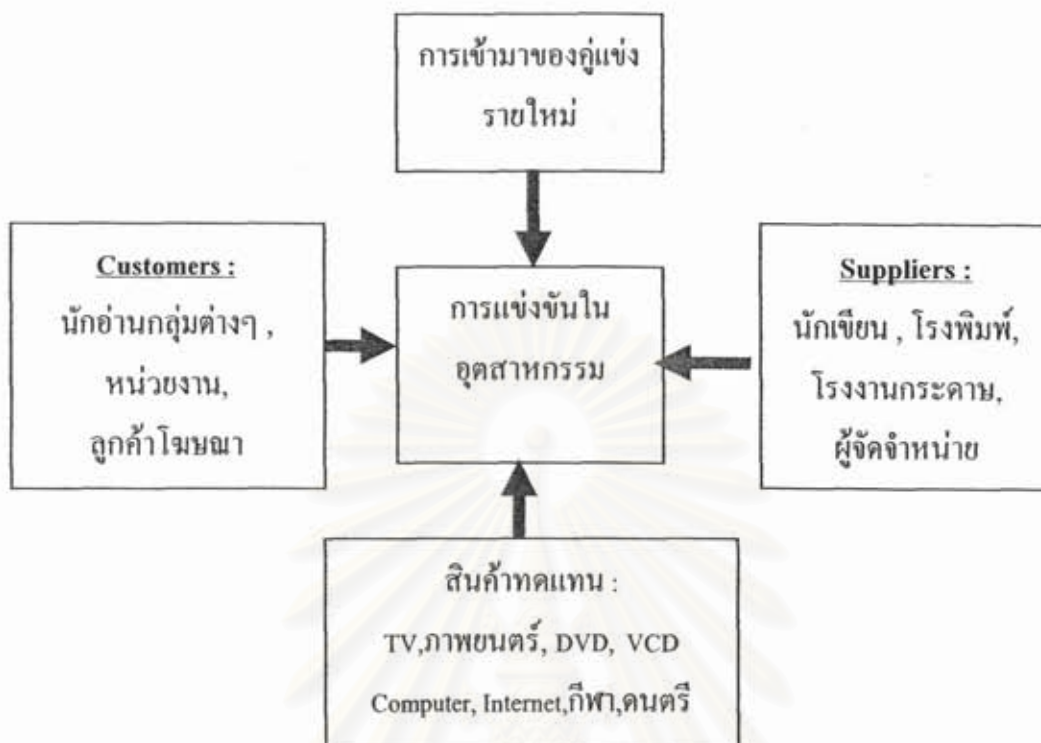 การเข้ามาของคู่แข่ง
รายใหม่
Customers :
นักอ่านกลุ่มต่างๆ ,
หน่วยงาน,
ลูกค้าโฆษณา
การแข่งขันใน
อุตสาหกรรม
Suppliers :
นักเขียน , โรงพิมพ์,
โรงงานกระดาษ,
ผู้จัดจำหน่าย
สินค้าทดแทน :
TV,ภาพยนตร์, DVD, VCD
Computer, Internet,กีฬา,ดนตรี